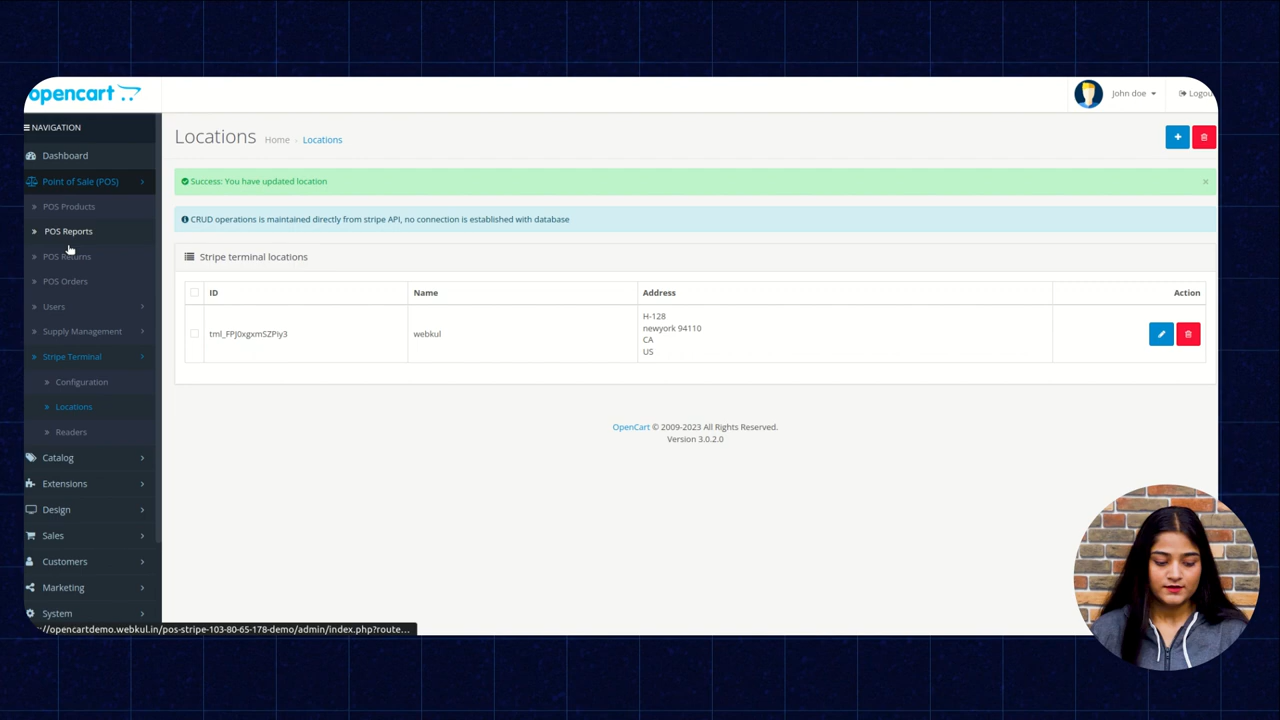 opencart
John doe
Logou
NAVIGATION
Dashboard
Point of Sale (POS)
POS Products
POS Reports
POS Returns
POS Orders
Users
Supply Management
Stripe Terminal
Configuration
Locations
Readers
Catalog
Extensions
Design
Sales
Customers
Marketing
System
Locations Home › Locations
Success: You have updated location ×
CRUD operations is maintained directly from stripe API, no connection is established with database
Stripe terminal locations
ID Name Address Action
tml_FPJ0xgxmSZPiy3 webkul
H-128
newyork 94110
CA
US
OpenCart © 2009-2023 All Rights Reserved.
Version 3.0.2.0
/opencartdemo.webkul.in/pos-stripe-103-80-65-178-demo/admin/index.php?route...